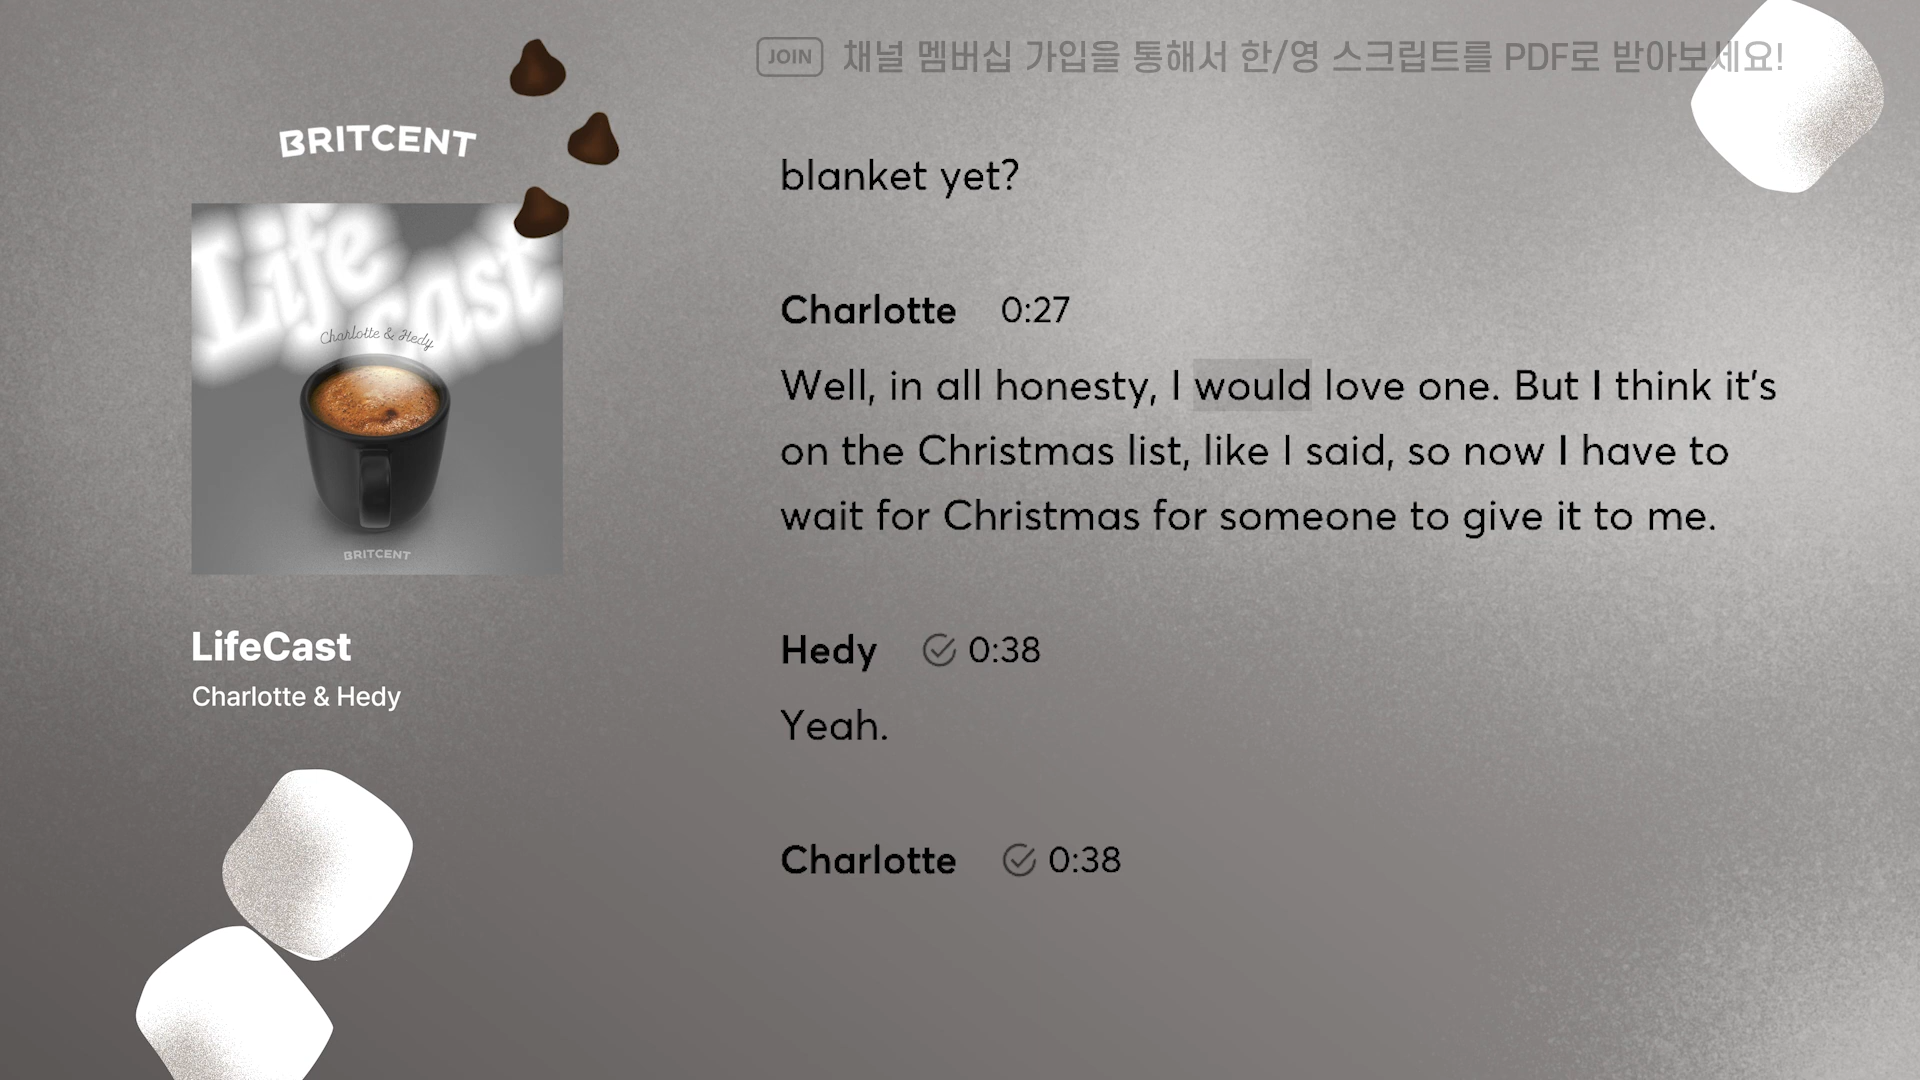 JOIN 채널 멤버십 가입을 통해서 한/영 스크립트를 PDF로 받아보세요!
BRITCENT
Life
cast
Charlotte & Hedy
BRITCENT
LifeCast
Charlotte & Hedy
blanket yet?
Charlotte 0:27
Well, in all honesty, I would love one. But I think it's
on the Christmas list, like I said, so now I have to
wait for Christmas for someone to give it to me.
Hedy 0:38
Yeah.
Charlotte 0:38